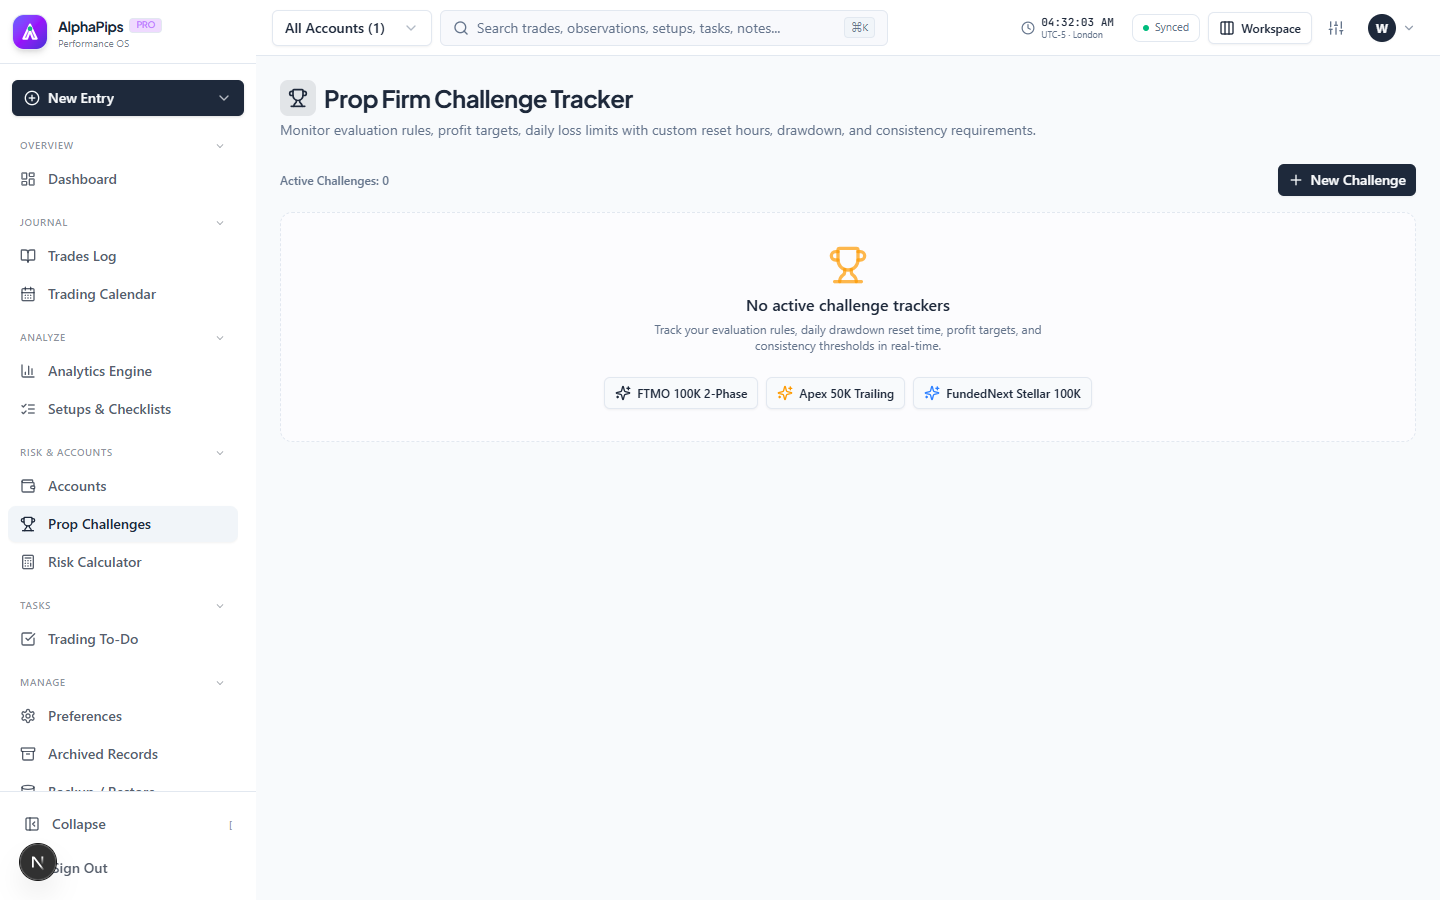 AlphaPips PRO
Performance OS
New Entry
OVERVIEW
Dashboard
JOURNAL
Trades Log
Trading Calendar
ANALYZE
Analytics Engine
Setups & Checklists
RISK & ACCOUNTS
Accounts
Prop Challenges
Risk Calculator
TASKS
Trading To-Do
MANAGE
Preferences
Archived Records
Backup / Restore
Collapse [
N
Sign Out
All Accounts (1)
Search trades, observations, setups, tasks, notes... ⌘K
04:32:03 AM
UTC-5 · London
Synced
Workspace
W
Prop Firm Challenge Tracker
Monitor evaluation rules, profit targets, daily loss limits with custom reset hours, drawdown, and consistency requirements.
Active Challenges: 0
New Challenge
No active challenge trackers
Track your evaluation rules, daily drawdown reset time, profit targets, and
consistency thresholds in real-time.
FTMO 100K 2-Phase
Apex 50K Trailing
FundedNext Stellar 100K